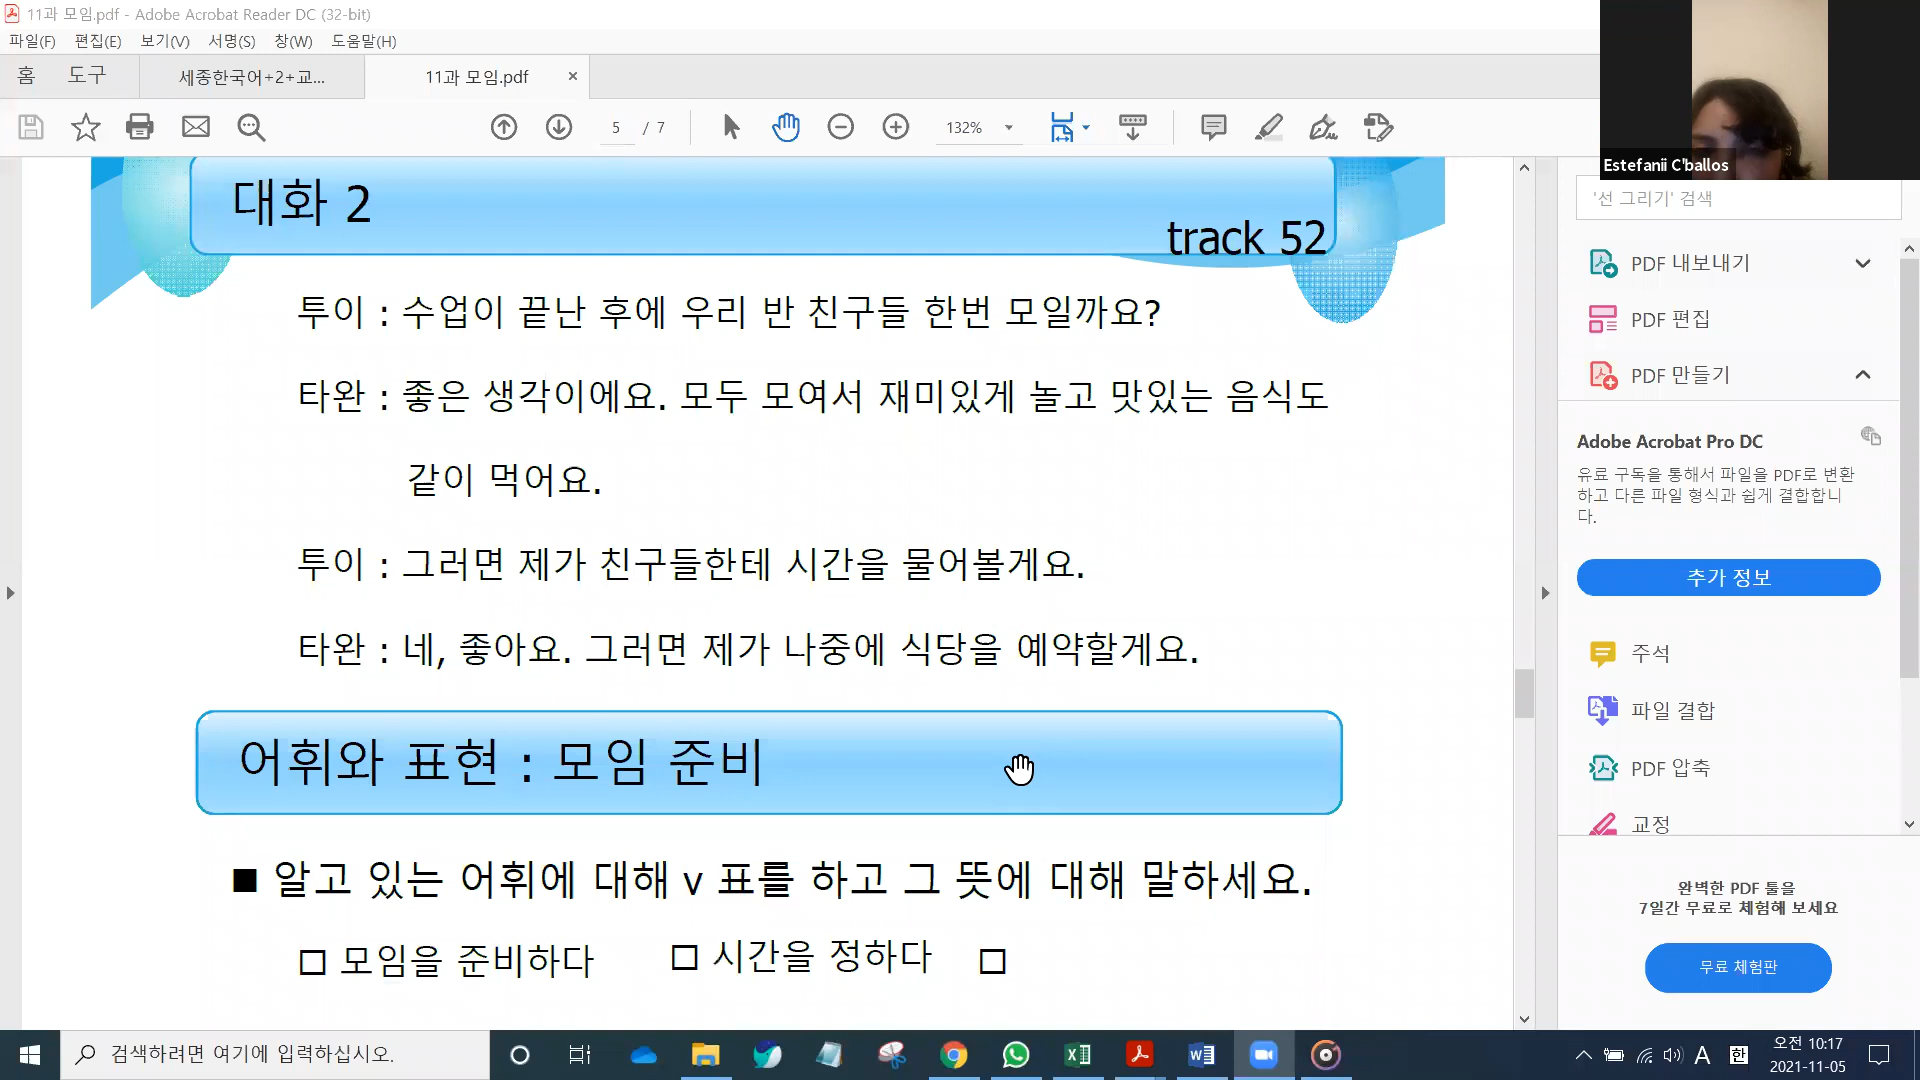 11과 모임.pdf - Adobe Acrobat Reader DC (32-bit)
파일(F) 편집(E) 보기(V) 서명(S) 창(W) 도움말(H)
홈 도구 세종한국어+2+교... 11과 모임.pdf ×
5 / 7 132%
Estefanii C'ballos
대화 2
track 52
투이 : 수업이 끝난 후에 우리 반 친구들 한번 모일까요?
타완 : 좋은 생각이에요. 모두 모여서 재미있게 놀고 맛있는 음식도
같이 먹어요.
투이 : 그러면 제가 친구들한테 시간을 물어볼게요.
타완 : 네, 좋아요. 그러면 제가 나중에 식당을 예약할게요.
어휘와 표현 : 모임 준비
■ 알고 있는 어휘에 대해 v 표를 하고 그 뜻에 대해 말하세요.
□ 모임을 준비하다 □ 시간을 정하다 □
'선 그리기' 검색
PDF 내보내기
PDF 편집
PDF 만들기
Adobe Acrobat Pro DC
유료 구독을 통해서 파일을 PDF로 변환
하고 다른 파일 형식과 쉽게 결합합니
다.
추가 정보
주석
파일 결합
PDF 압축
교정
완벽한 PDF 툴을
7일간 무료로 체험해 보세요
무료 체험판
검색하려면 여기에 입력하십시오.
A 한
오전 10:17
2021-11-05